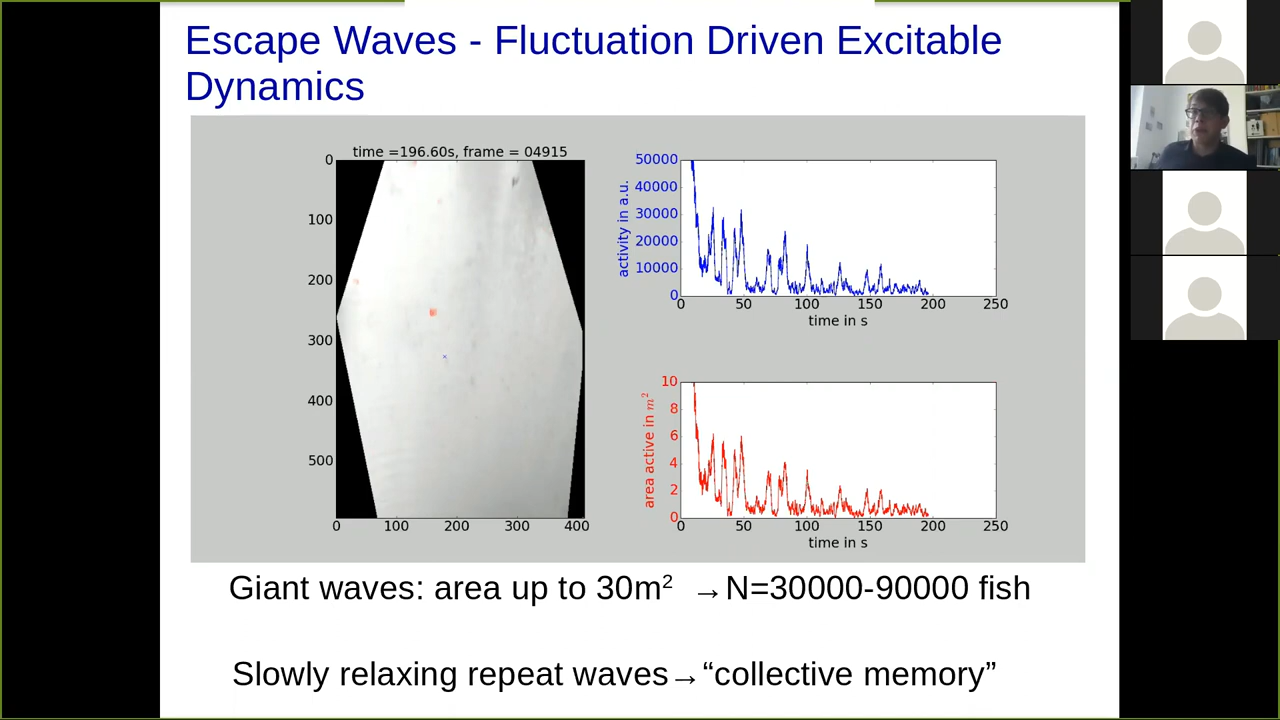 Escape Waves - Fluctuation Driven Excitable
Dynamics
time =196.60s, frame = 04915
0
100
200
300
400
500
0 100 200 300 400
activity in a.u.
50000
40000
30000
20000
10000
0
0 50 100 150 200 250
time in s
area active in m²
10
8
6
4
2
0
0 50 100 150 200 250
time in s
Giant waves: area up to 30m² →N=30000-90000 fish
Slowly relaxing repeat waves→“collective memory”